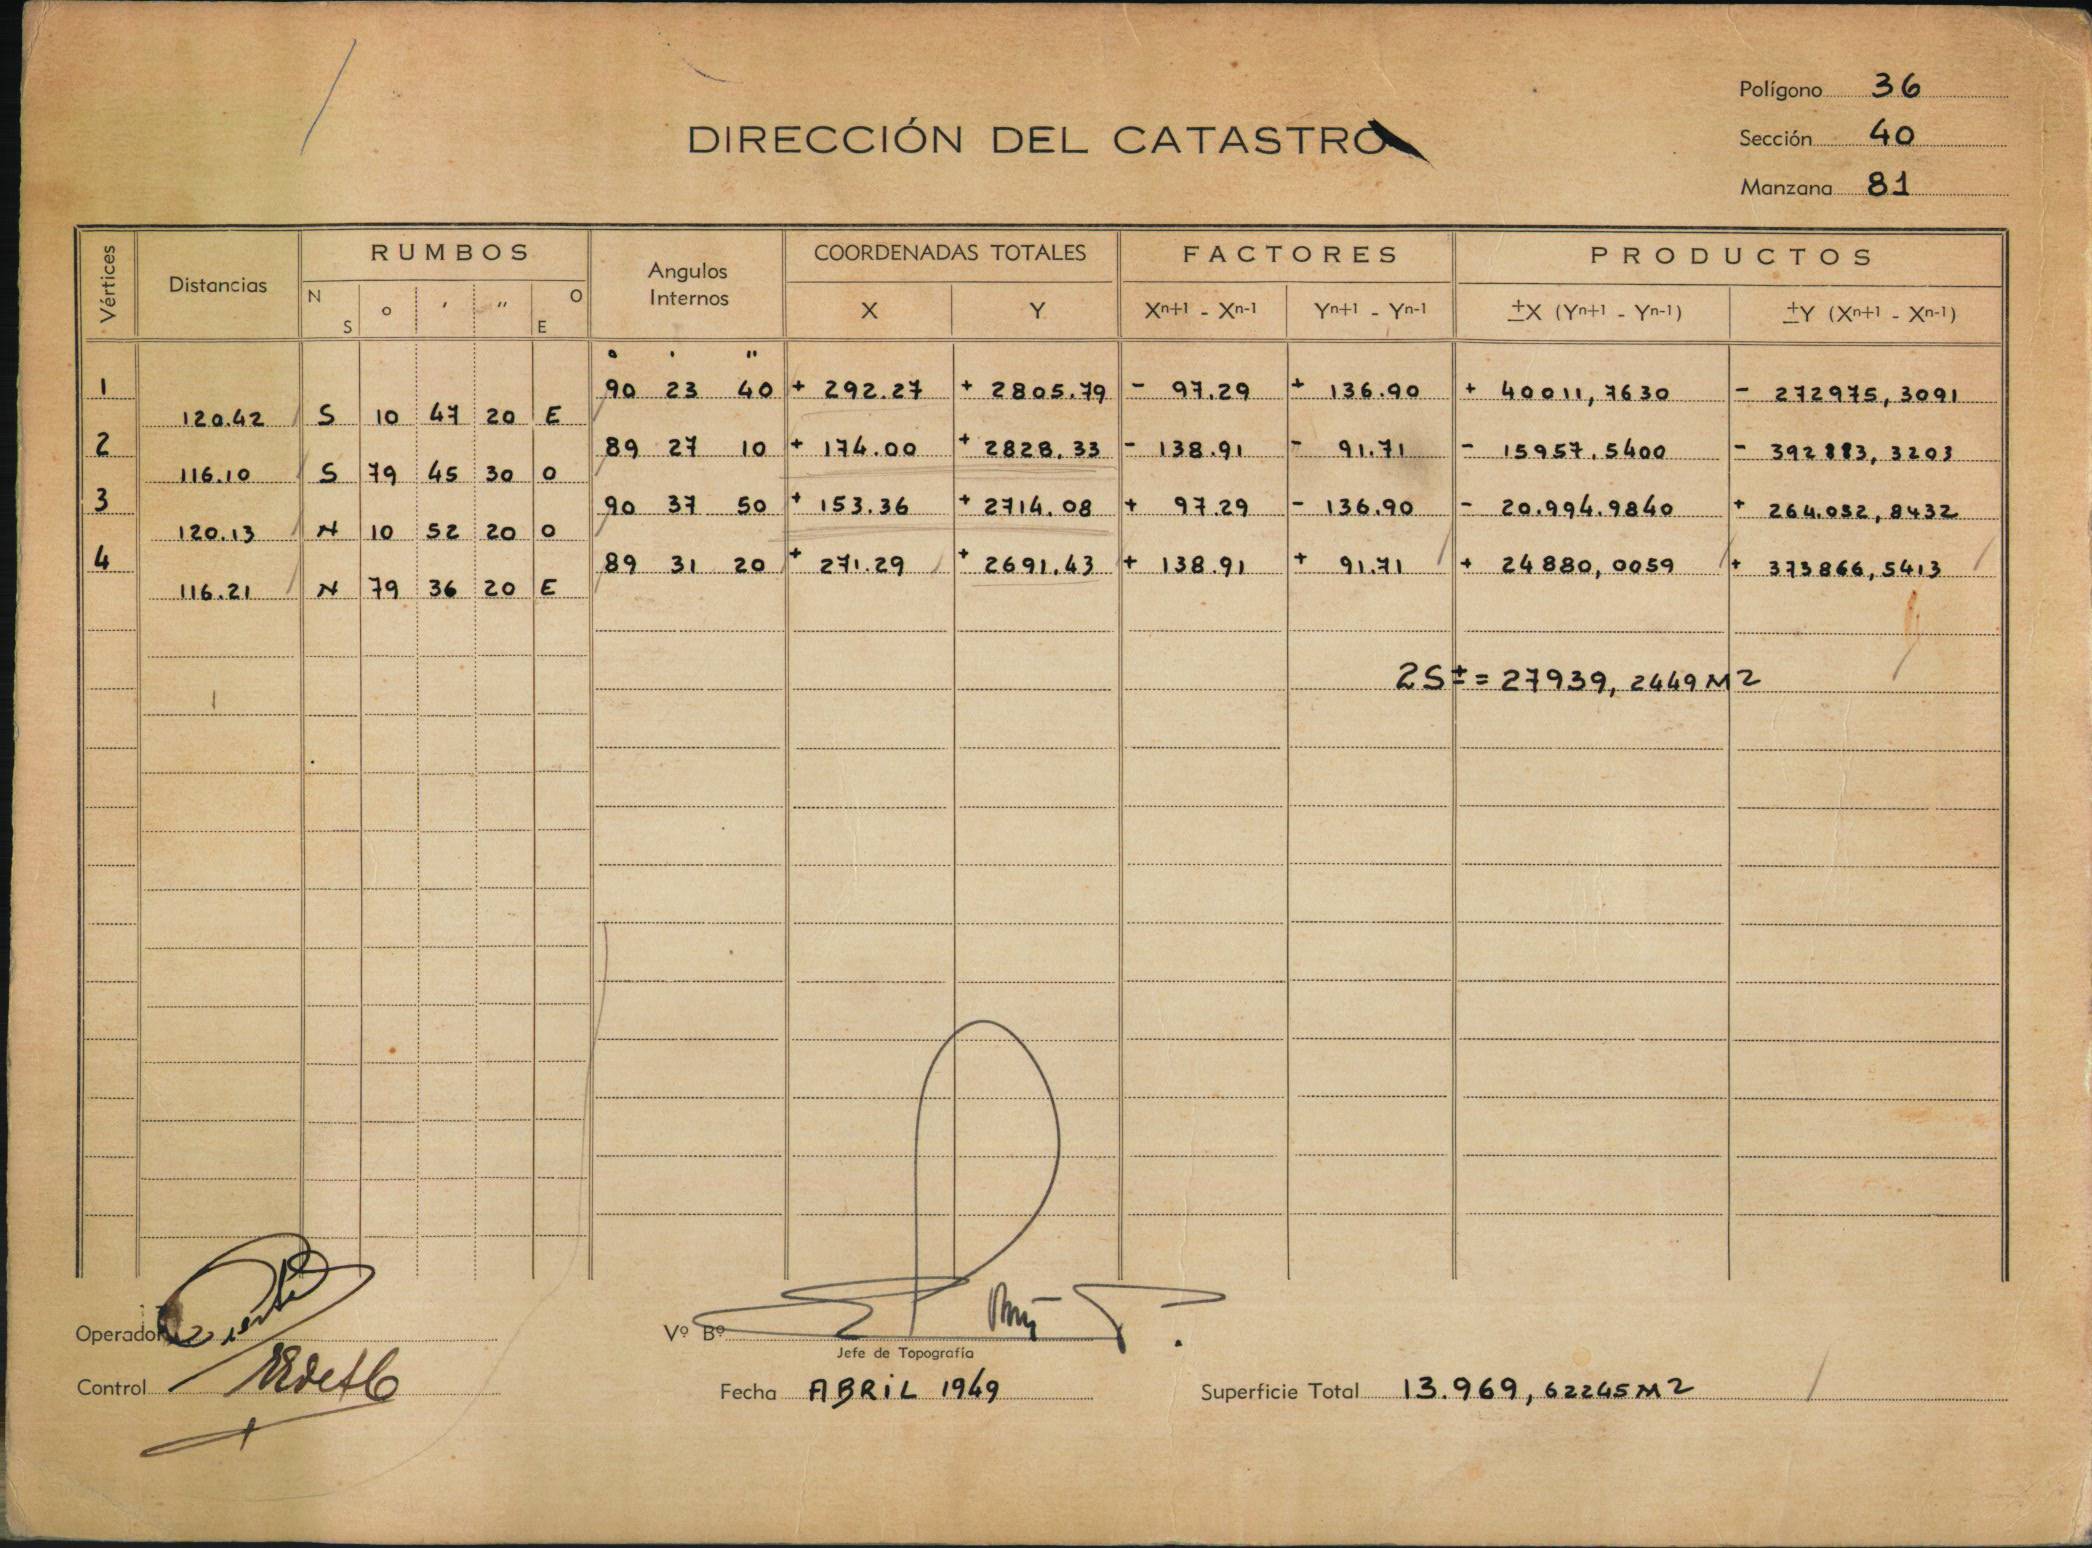 Polígono 36
DIRECCIÓN DEL CATASTRO
Sección 40
Manzana 81
Vértices Distancias RUMBOS N S o ' '' O E Angulos Internos COORDENADAS TOTALES X Y FACTORES Xn+1 - Xn-1 Yn+1 - Yn-1 PRODUCTOS ±X (Yn+1 - Yn-1) ±Y (Xn+1 - Xn-1)
° ' "
1 90 23 40 + 292.27 + 2805.79 - 97.29 + 136.90 + 40011,7630 - 272975,3091
120.42 S 10 47 20 E
2 89 27 10 + 174.00 + 2828.33 - 138.91 - 91.71 - 15957.5400 - 392883,3203
116.10 S 79 45 30 O
3 90 37 50 + 153.36 + 2714.08 + 97.29 - 136.90 - 20.994.9840 + 264.052,8432
120.13 N 10 52 20 O
4 89 31 20 + 271.29 + 2691.43 + 138.91 + 91.71 + 24880,0059 + 373866,5413
116.21 N 79 36 20 E
2S± = 27939, 2449 M2
Operador
Vº Bº
Jefe de Topografía
Control
Fecha ABRIL 1949
Superficie Total 13.969, 62245 M2